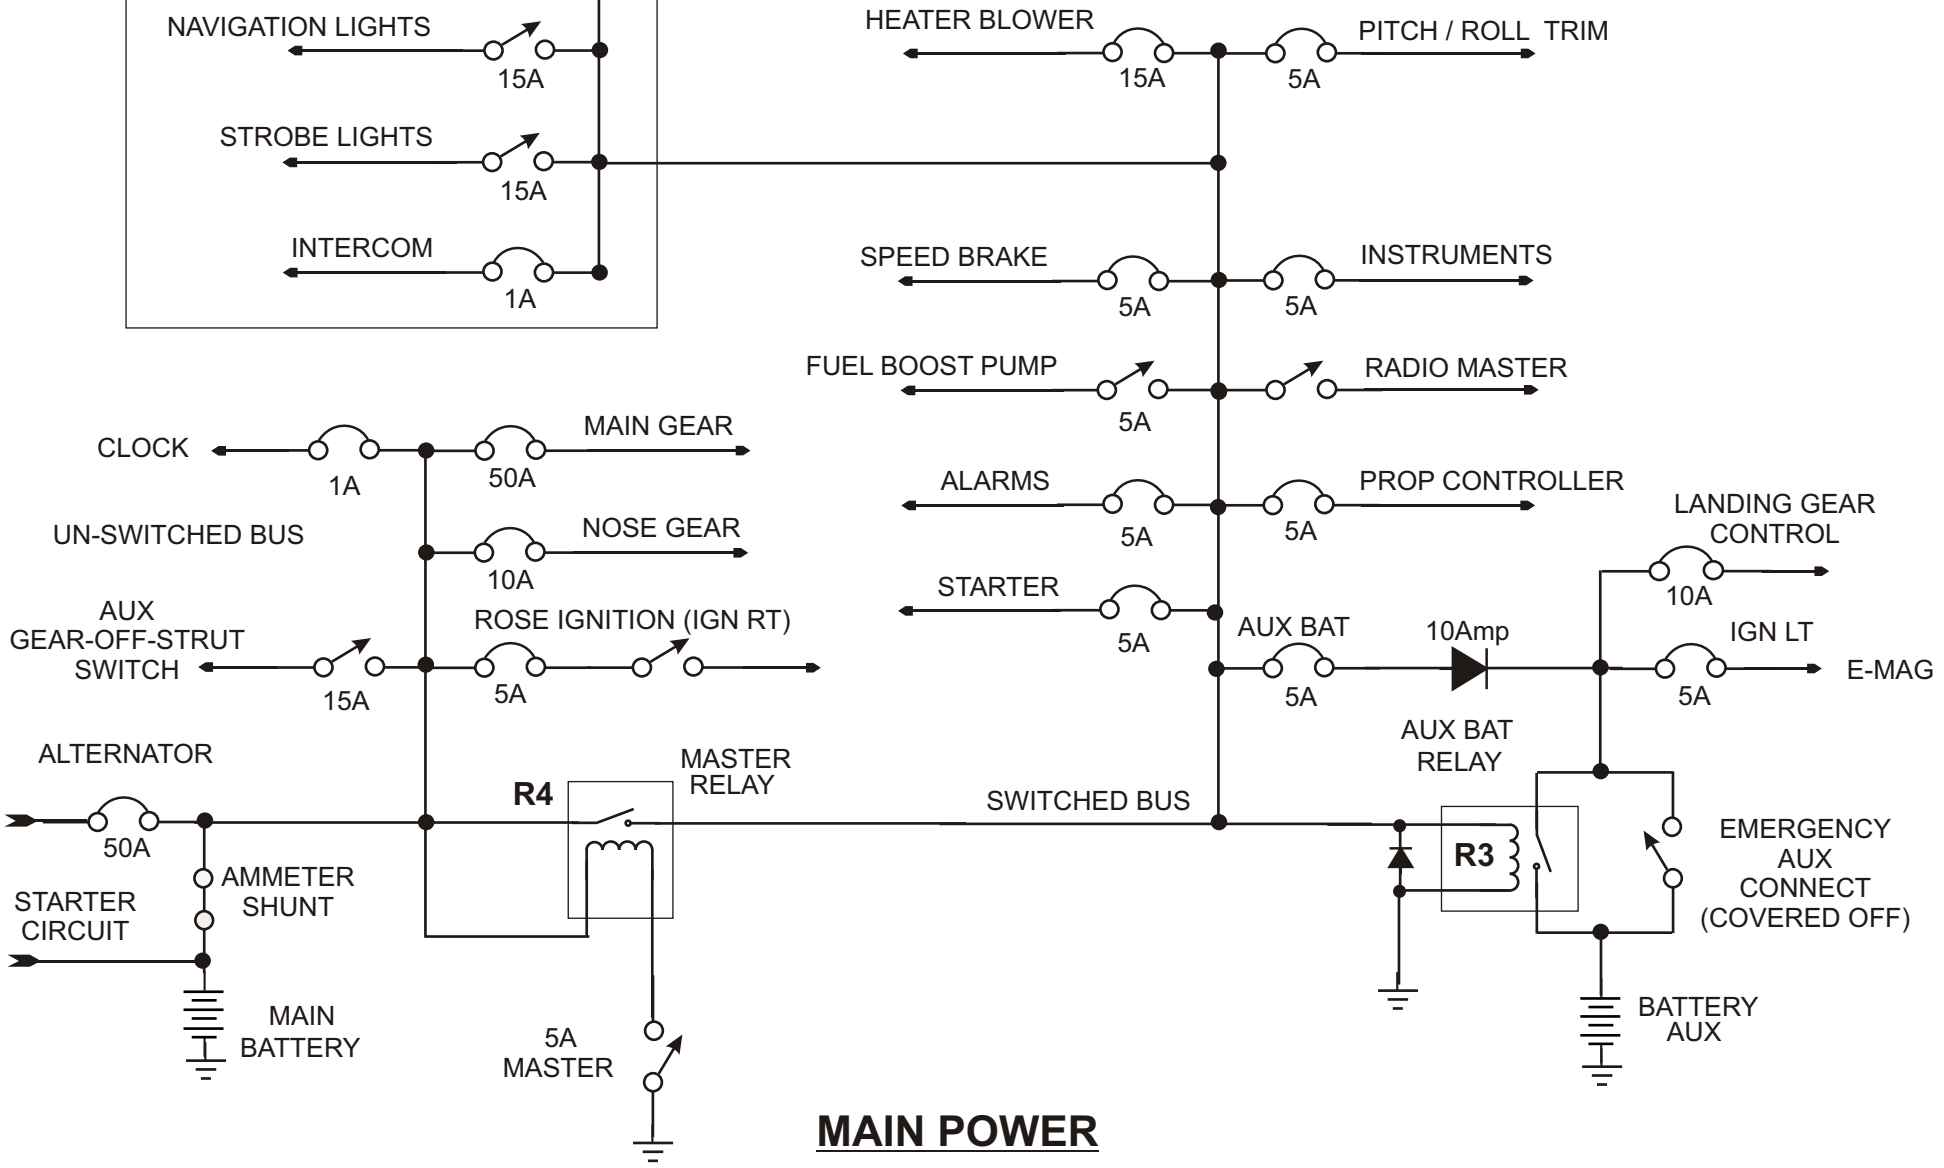 NAVIGATION LIGHTS
15A
STROBE LIGHTS
15A
INTERCOM
1A
HEATER BLOWER
15A
PITCH / ROLL TRIM
5A
SPEED BRAKE
5A
INSTRUMENTS
5A
FUEL BOOST PUMP
5A
RADIO MASTER
ALARMS
5A
PROP CONTROLLER
5A
STARTER
5A
CLOCK
1A
MAIN GEAR
50A
UN-SWITCHED BUS
NOSE GEAR
10A
AUX
GEAR-OFF-STRUT
SWITCH
15A
ROSE IGNITION (IGN RT)
5A
AUX BAT
5A
10Amp
LANDING GEAR
CONTROL
10A
IGN LT
5A
E-MAG
ALTERNATOR
50A
R4
MASTER
RELAY
SWITCHED BUS
AUX BAT
RELAY
R3
EMERGENCY
AUX
CONNECT
(COVERED OFF)
AMMETER
SHUNT
STARTER
CIRCUIT
MAIN
BATTERY
5A
MASTER
BATTERY
AUX
MAIN POWER